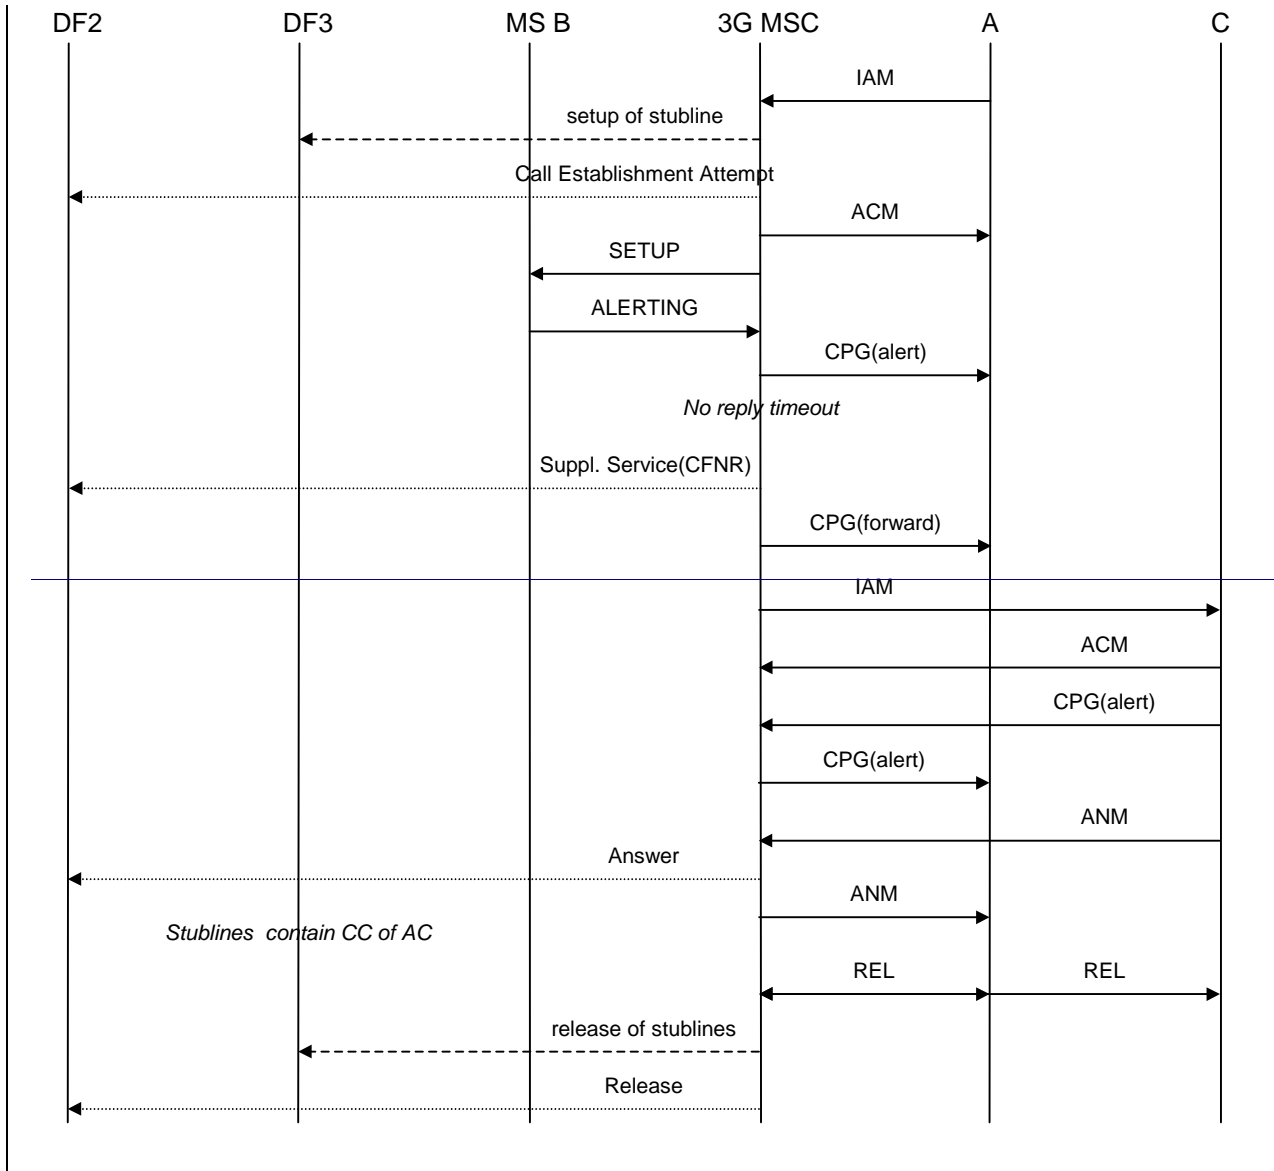 DF2 DF3 MS B 3G MSC A C
IAM
setup of stubline
Call Establishment Attempt
ACM
SETUP
ALERTING
CPG(alert)
No reply timeout
Suppl. Service(CFNR)
CPG(forward)
IAM
ACM
CPG(alert)
CPG(alert)
ANM
Answer
ANM
Stublines contain CC of AC
REL REL
release of stublines
Release